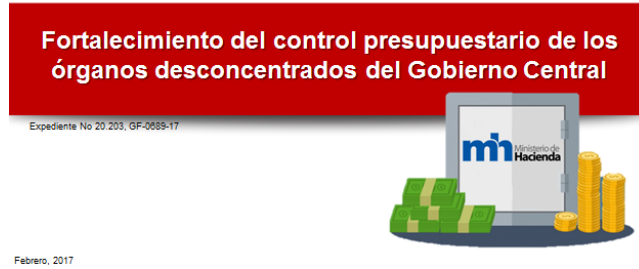 Fortalecimiento del control presupuestario de los
órganos desconcentrados del Gobierno Central
Expediente No 20.203, GF-0689-17
mh Ministerio de
Hacienda
Febrero, 2017